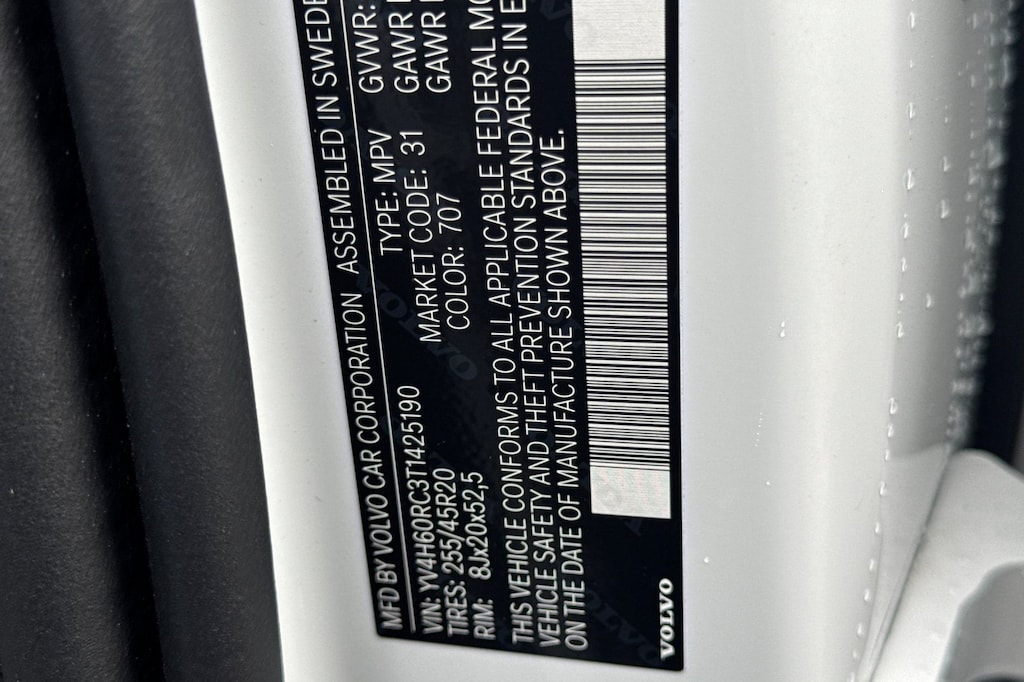 MFD BY VOLVO CAR CORPORATION ASSEMBLED IN SWEDE
VIN: YV4H60RC3T1425190 TYPE: MPV GVWR:
TIRES: 255/45R20 MARKET CODE: 31 GAWR
RIM: 8Jx20x52,5 COLOR: 707 GAWR
THIS VEHICLE CONFORMS TO ALL APPLICABLE FEDERAL MO
VEHICLE SAFETY AND THEFT PREVENTION STANDARDS IN E
ON THE DATE OF MANUFACTURE SHOWN ABOVE.
VOLVO